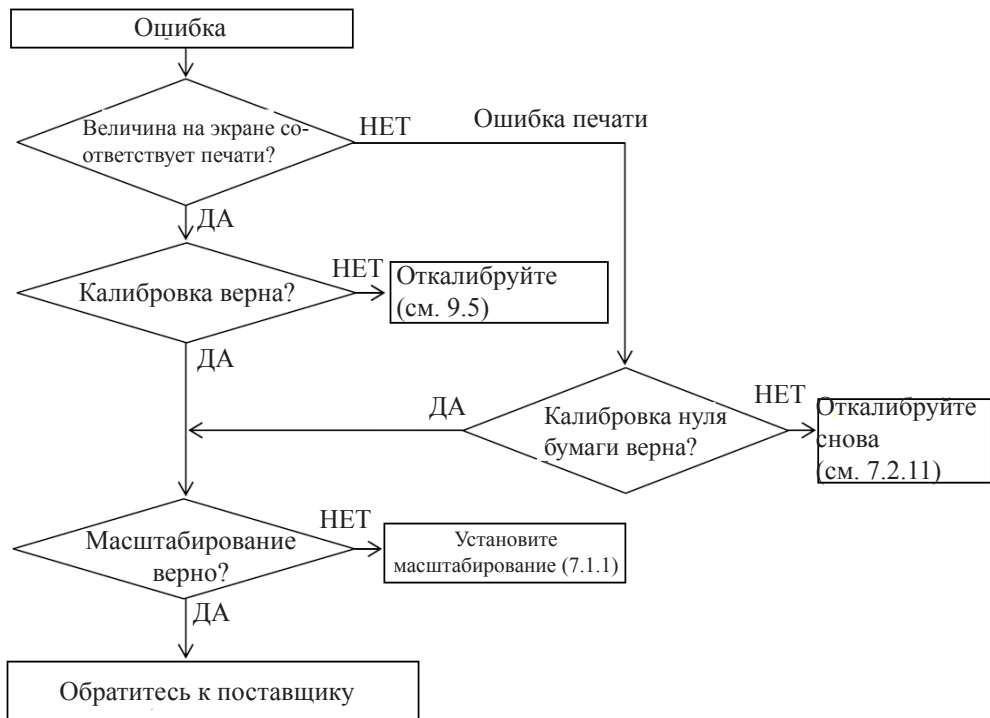 Ошибка
Величина на экране со-
ответствует печати?
НЕТ
Ошибка печати
ДА
Калибровка верна?
НЕТ
Откалибруйте
(см. 9.5)
ДА
ДА
Калибровка нуля
бумаги верна?
НЕТ
Откалибруйте
снова
(см. 7.2.11)
Масштабирование
верно?
НЕТ
Установите
масштабирование (7.1.1)
ДА
Обратитесь к поставщику